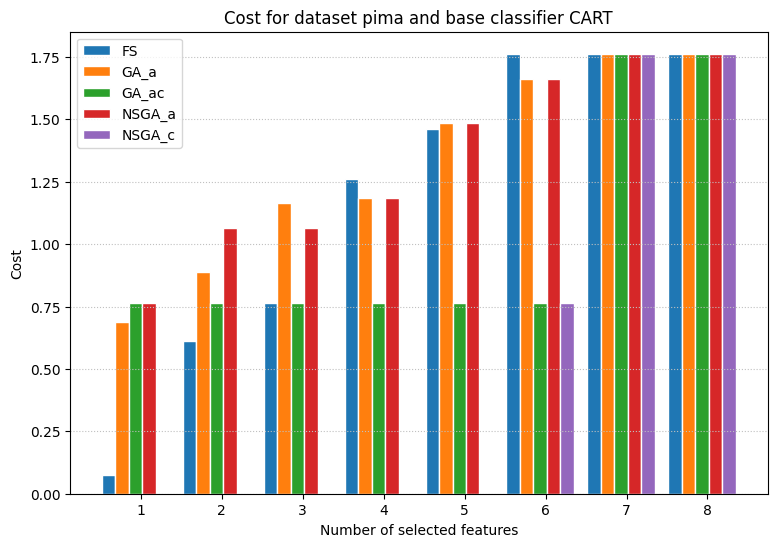 Cost for dataset pima and base classifier CART
FS
GA_a
GA_ac
NSGA_a
NSGA_c
Cost
1.75
1.50
1.25
1.00
0.75
0.50
0.25
0.00
1 2 3 4 5 6 7 8
Number of selected features